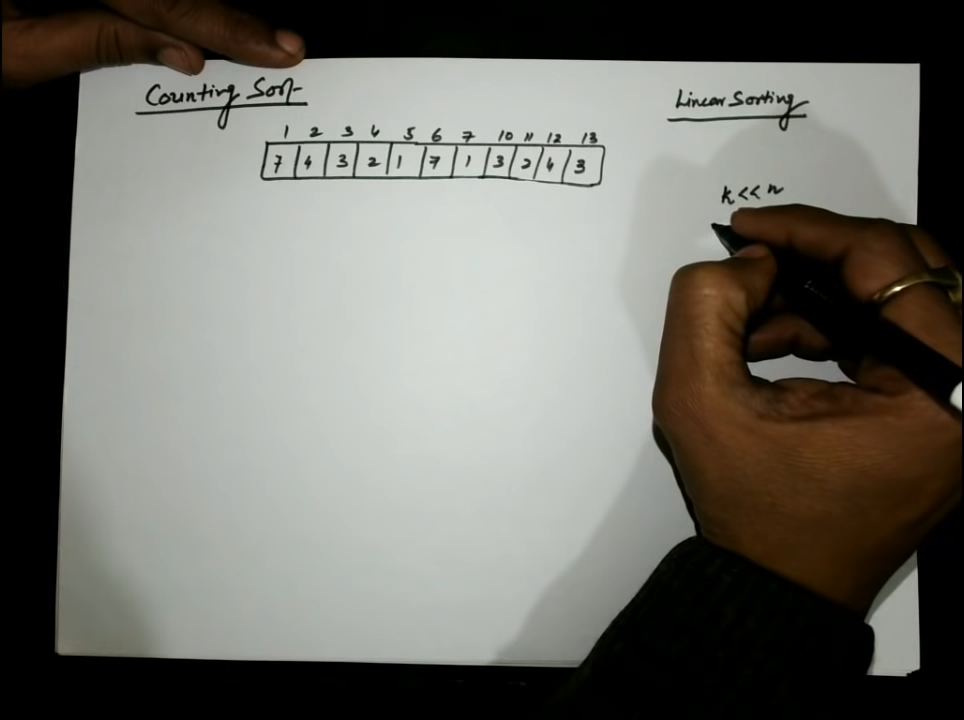 Counting Sort
Linear Sorting
1 2 3 4 5 6 7 10 11 12 13
7 4 3 2 1 7 1 3 2 4 3
k << n